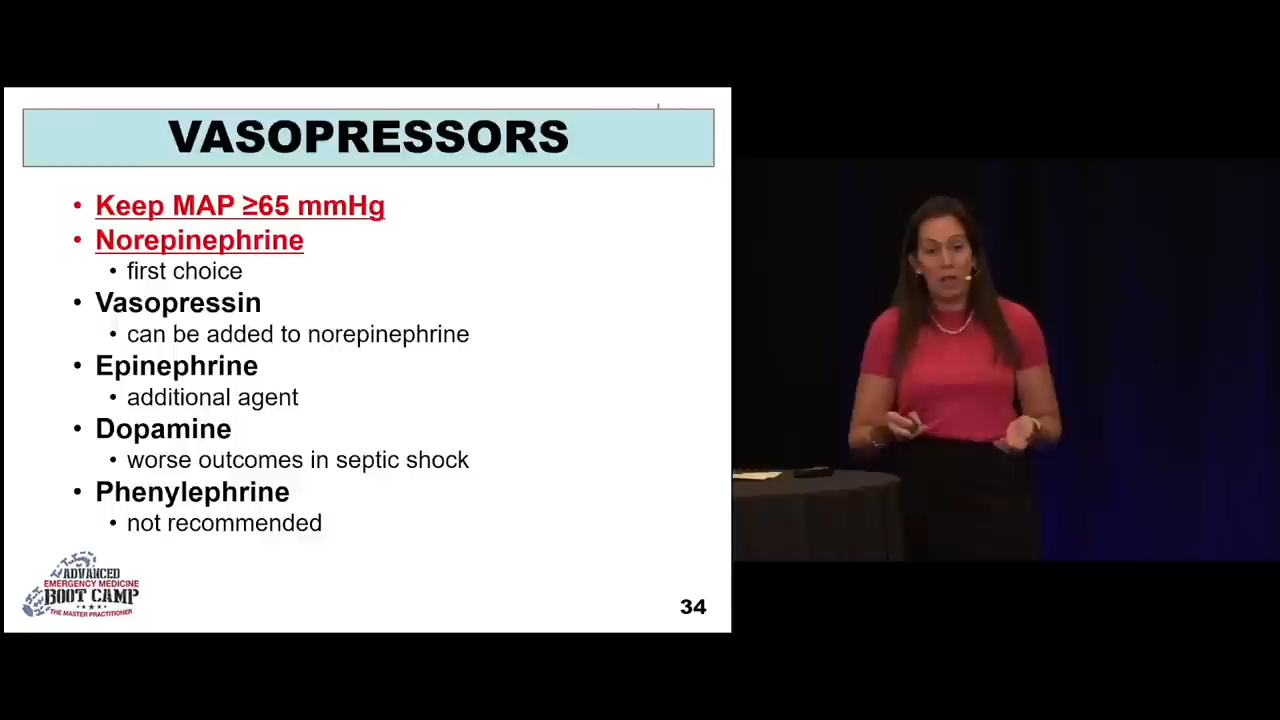 VASOPRESSORS
• Keep MAP ≥65 mmHg
• Norepinephrine
• first choice
• Vasopressin
• can be added to norepinephrine
• Epinephrine
• additional agent
• Dopamine
• worse outcomes in septic shock
• Phenylephrine
• not recommended
ADVANCED
EMERGENCY MEDICINE
BOOT CAMP
THE MASTER PRACTITIONER
34